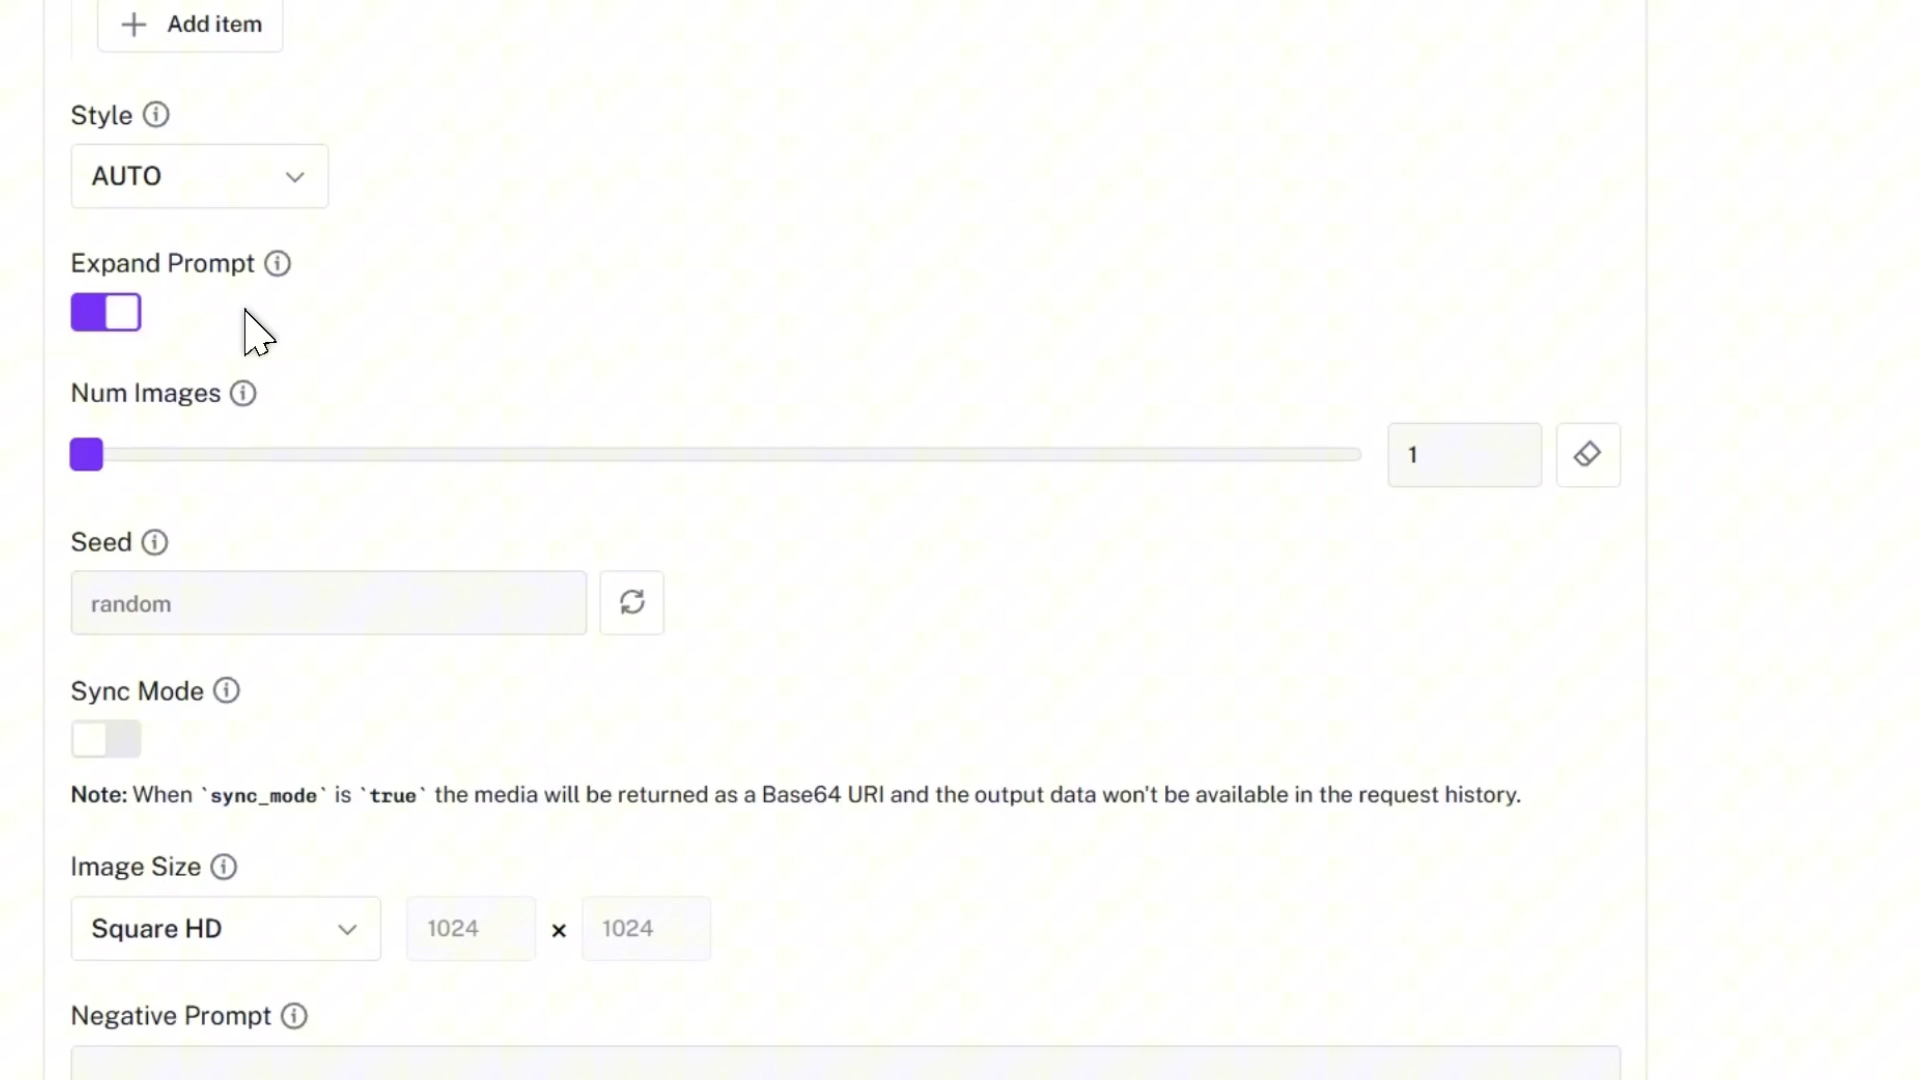 Add item
Style
AUTO
Expand Prompt
Num Images
1
Seed
random
Sync Mode
Note: When `sync_mode` is `true` the media will be returned as a Base64 URI and the output data won't be available in the request history.
Image Size
Square HD 1024 × 1024
Negative Prompt